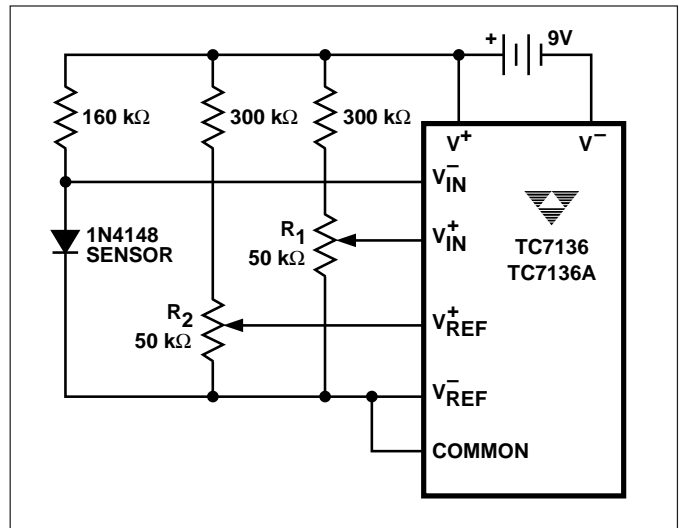 + 9V
160 kΩ
300 kΩ
300 kΩ
V+
V−
V−IN
1N4148
SENSOR
R1
50 kΩ
V+IN
TC7136
TC7136A
R2
50 kΩ
V+REF
V−REF
COMMON